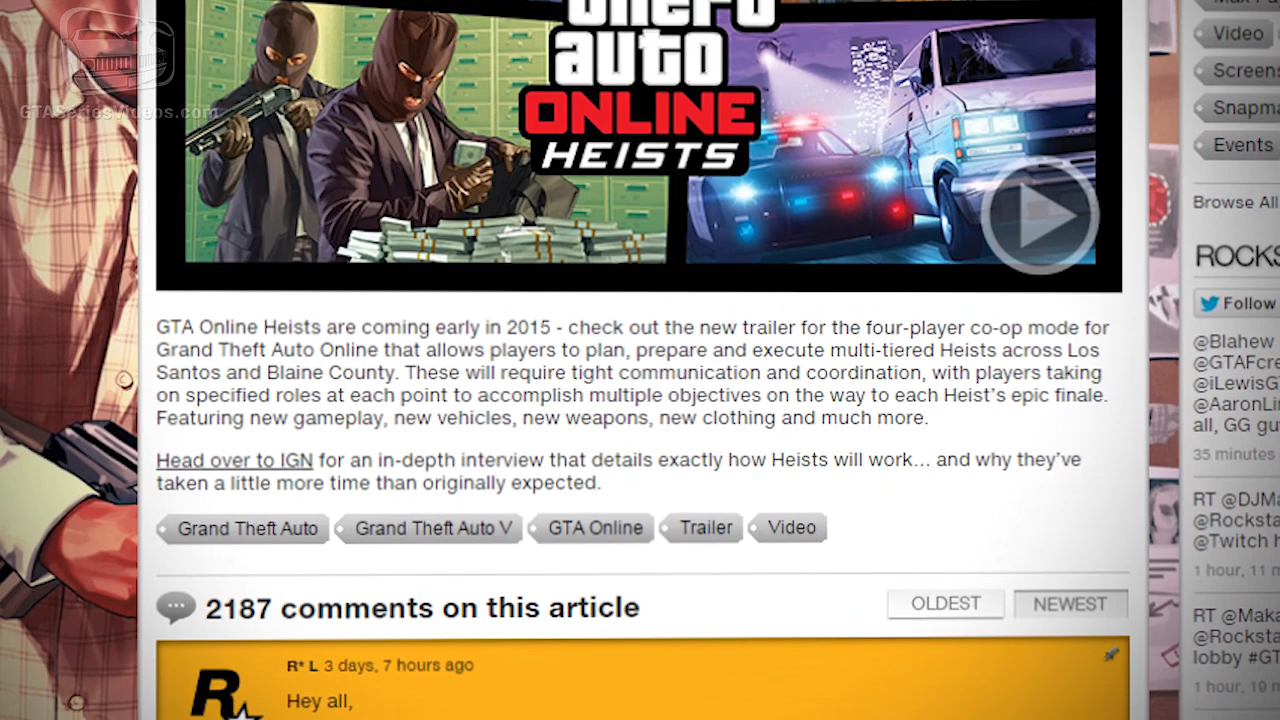 GTASeriesVideos.com
theft
auto
ONLINE
HEISTS
Video
Events
Browse All
GTA Online Heists are coming early in 2015 - check out the new trailer for the four-player co-op mode for
Grand Theft Auto Online that allows players to plan, prepare and execute multi-tiered Heists across Los
Santos and Blaine County. These will require tight communication and coordination, with players taking
on specified roles at each point to accomplish multiple objectives on the way to each Heist's epic finale.
Featuring new gameplay, new vehicles, new weapons, new clothing and much more.
Head over to IGN for an in-depth interview that details exactly how Heists will work... and why they've
taken a little more time than originally expected.
Grand Theft Auto
Grand Theft Auto V
GTA Online
Trailer
Video
2187 comments on this article
OLDEST
NEWEST
R* L 3 days, 7 hours ago
Hey all,
R
Follow
@Blahew
all, GG
35 minutes
RT
@Twitch
1 hour, 11
RT
lobby
1 hour, 19